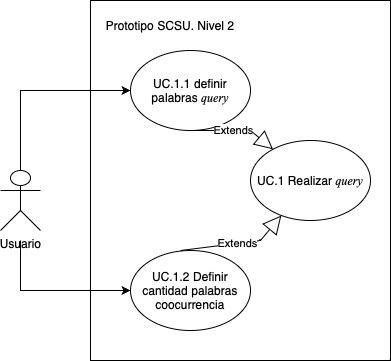 Prototipo SCSU. Nivel 2
UC.1.1 definir
palabras query
Extends
UC.1 Realizar query
Usuario
Extends
UC.1.2 Definir
cantidad palabras
coocurrencia